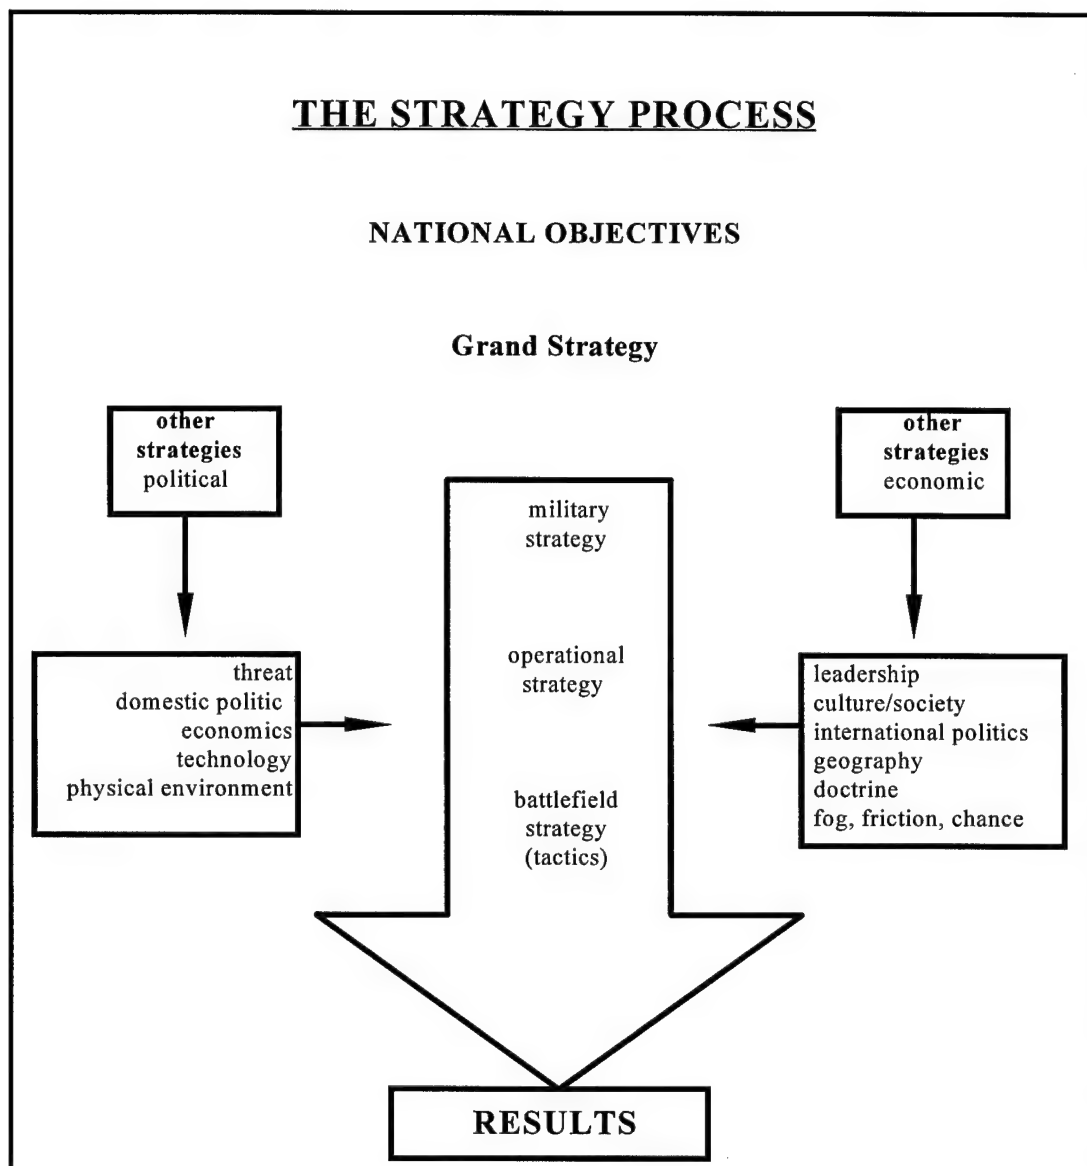 THE STRATEGY PROCESS
NATIONAL OBJECTIVES
Grand Strategy
other
strategies
political
other
strategies
economic
military
strategy
operational
strategy
battlefield
strategy
(tactics)
threat
domestic politic
economics
technology
physical environment
leadership
culture/society
international politics
geography
doctrine
fog, friction, chance
RESULTS